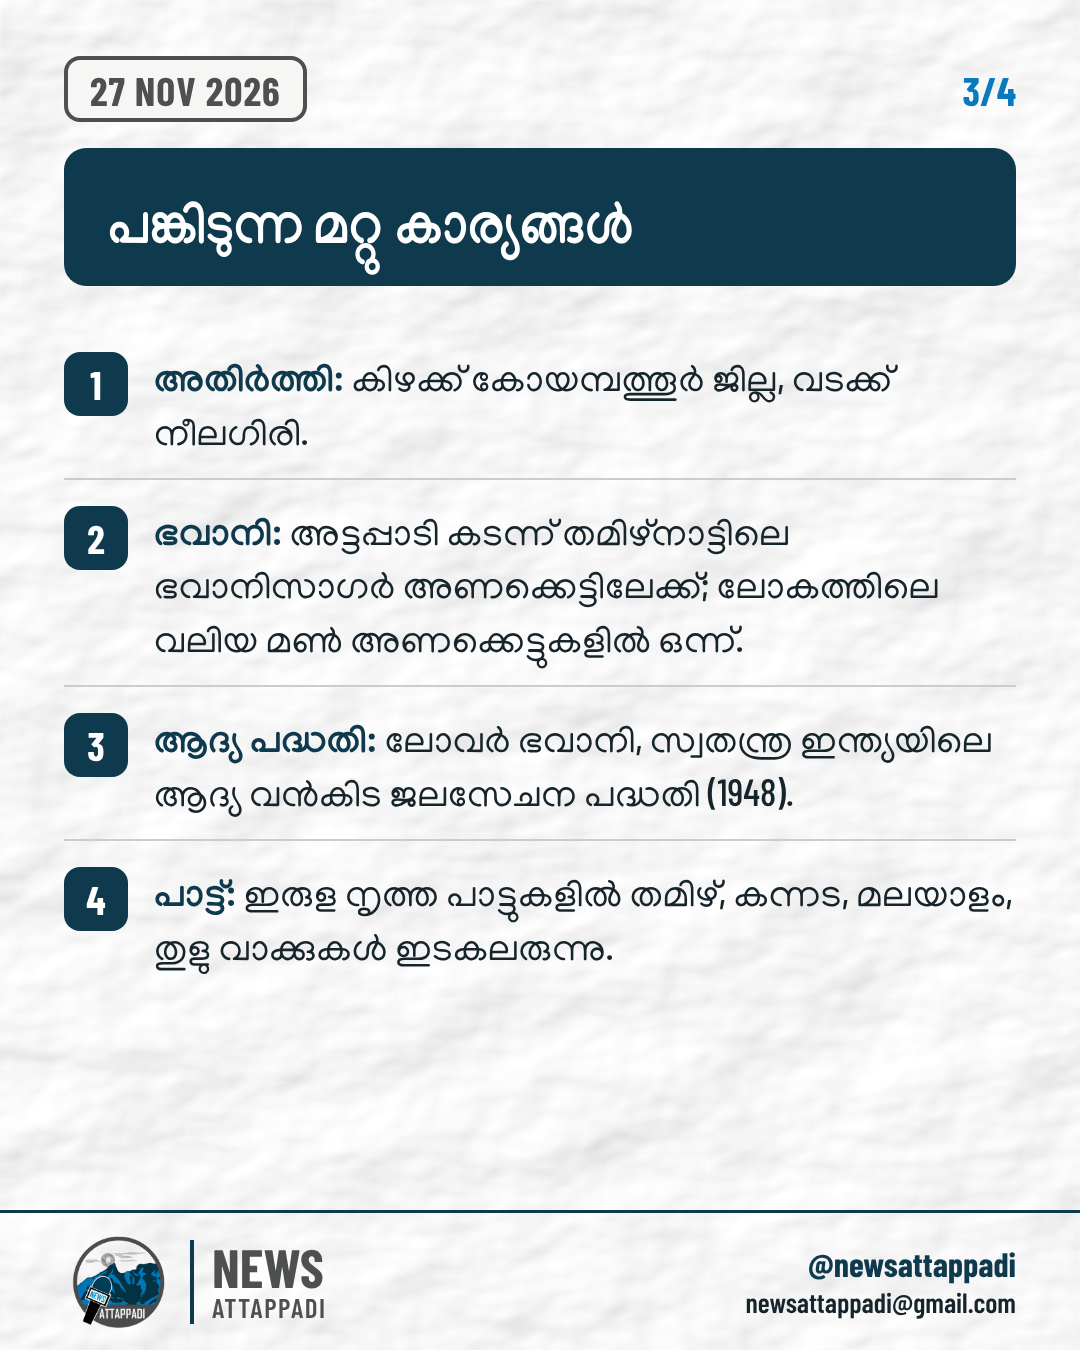 27 NOV 2026
3/4
പങ്കിടുന്ന മറ്റു കാര്യങ്ങൾ
1
അതിർത്തി: കിഴക്ക് കോയമ്പത്തൂർ ജില്ല, വടക്ക്
നീലഗിരി.
2
ഭവാനി: അട്ടപ്പാടി കടന്ന് തമിഴ്നാട്ടിലെ
ഭവാനിസാഗർ അണക്കെട്ടിലേക്ക്; ലോകത്തിലെ
വലിയ മൺ അണക്കെട്ടുകളിൽ ഒന്ന്.
3
ആദ്യ പദ്ധതി: ലോവർ ഭവാനി, സ്വതന്ത്ര ഇന്ത്യയിലെ
ആദ്യ വൻകിട ജലസേചന പദ്ധതി (1948).
4
പാട്ട്: ഇരുള നൃത്ത പാട്ടുകളിൽ തമിഴ്, കന്നട, മലയാളം,
തുളു വാക്കുകൾ ഇടകലരുന്നു.
NEWS
ATTAPPADI
NEWS
ATTAPPADI
@newsattappadi
newsattappadi@gmail.com